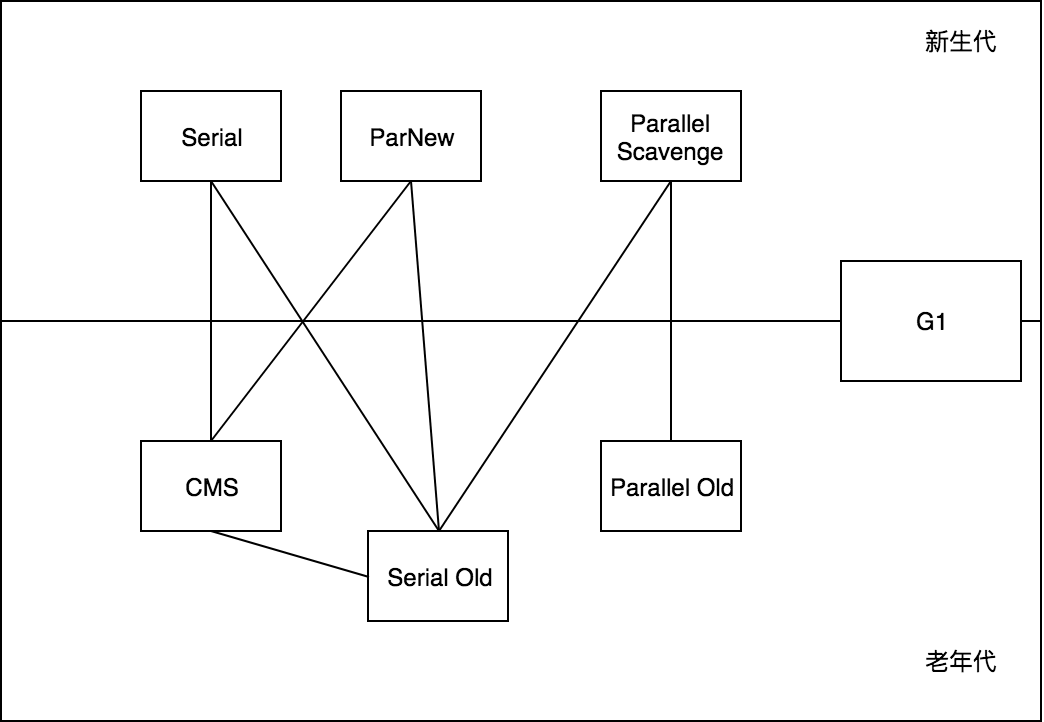 新生代
Serial
ParNew
Parallel
Scavenge
G1
CMS
Parallel Old
Serial Old
老年代